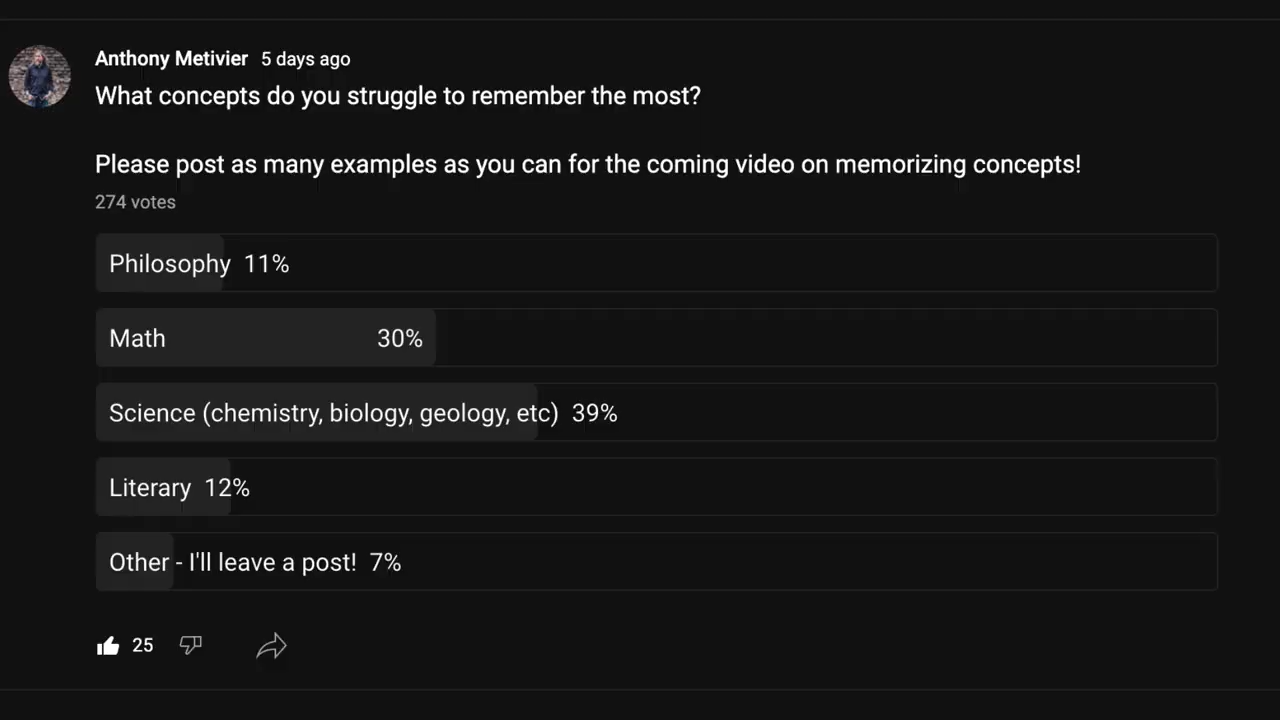 Anthony Metivier 5 days ago
What concepts do you struggle to remember the most?
Please post as many examples as you can for the coming video on memorizing concepts!
274 votes
Philosophy 11%
Math 30%
Science (chemistry, biology, geology, etc) 39%
Literary 12%
Other - I'll leave a post! 7%
25